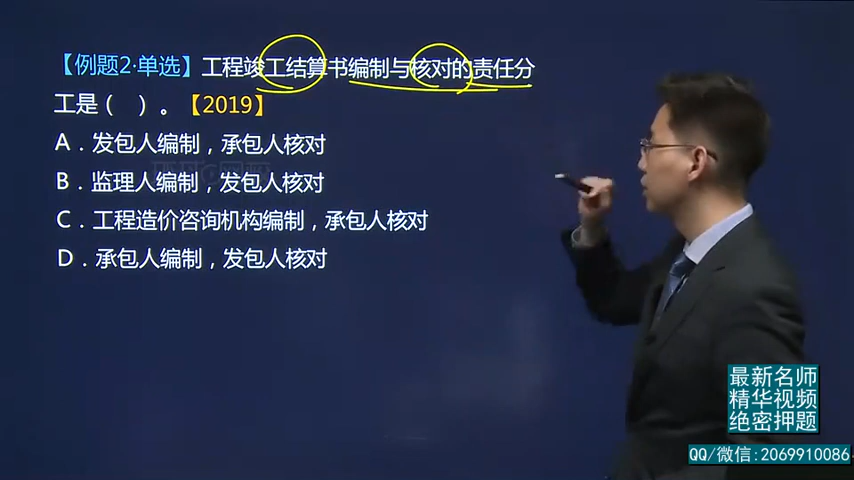 【例题2·单选】工程竣工结算书编制与核对的责任分
工是（ ）。【2019】
A．发包人编制，承包人核对
B．监理人编制，发包人核对
C．工程造价咨询机构编制，承包人核对
D．承包人编制，发包人核对
最新名师
精华视频
绝密押题
QQ/微信:2069910086